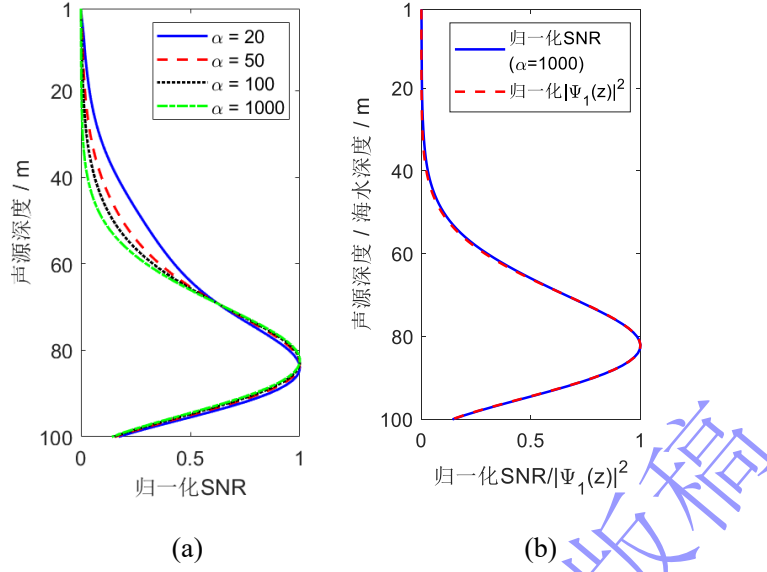 1
20
40
60
80
100
声源深度 / m
0
0.5
1
归一化SNR
α = 20
α = 50
α = 100
α = 1000
(a)
1
20
40
60
80
100
声源深度 / 海水深度 / m
0
0.5
1
归一化SNR/|Ψ₁(z)|²
归一化SNR
(α=1000)
归一化|Ψ₁(z)|²
(b)
版稿